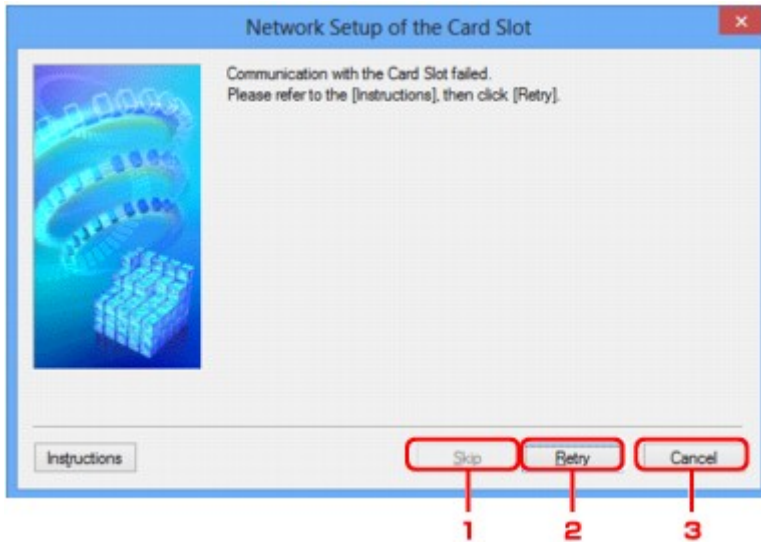 Network Setup of the Card Slot
Communication with the Card Slot failed.
Please refer to the [Instructions], then click [Retry].
Instructions Skip Retry Cancel
1 2 3